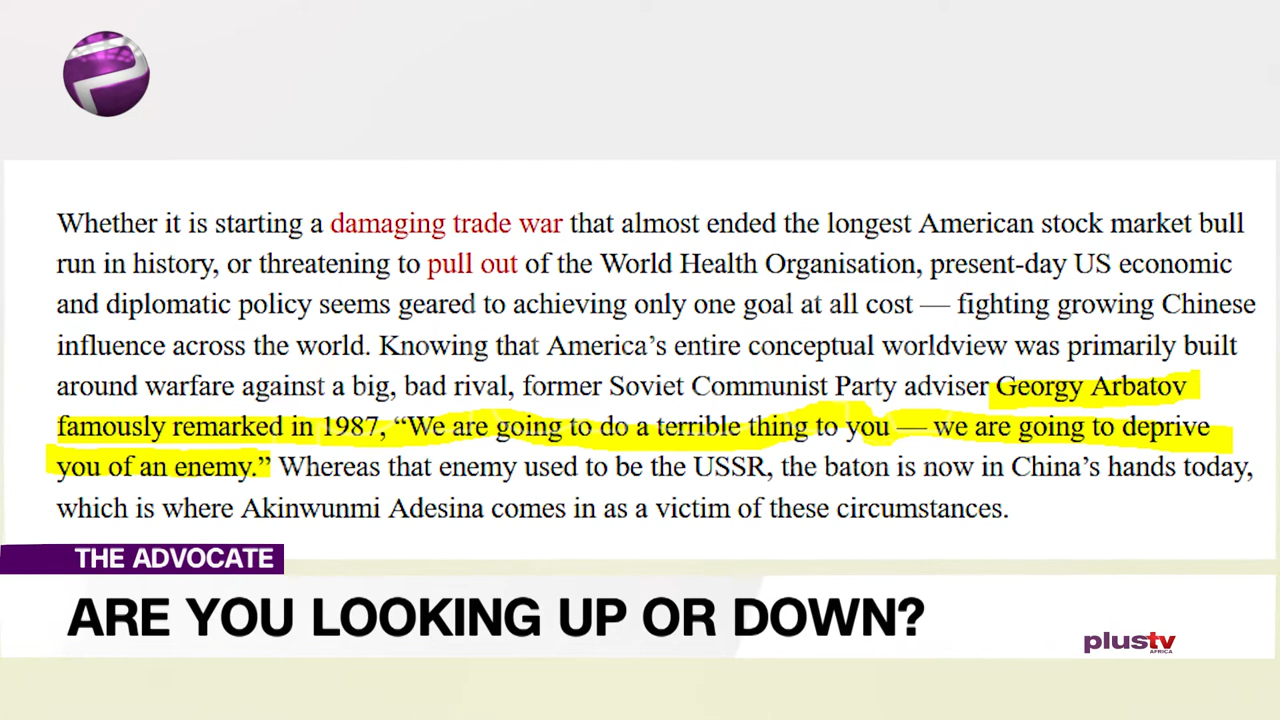 Whether it is starting a damaging trade war that almost ended the longest American stock market bull
run in history, or threatening to pull out of the World Health Organisation, present-day US economic
and diplomatic policy seems geared to achieving only one goal at all cost — fighting growing Chinese
influence across the world. Knowing that America’s entire conceptual worldview was primarily built
around warfare against a big, bad rival, former Soviet Communist Party adviser Georgy Arbatov
famously remarked in 1987, “We are going to do a terrible thing to you — we are going to deprive
you of an enemy.” Whereas that enemy used to be the USSR, the baton is now in China’s hands today,
which is where Akinwunmi Adesina comes in as a victim of these circumstances.
THE ADVOCATE
ARE YOU LOOKING UP OR DOWN?
plustv
AFRICA